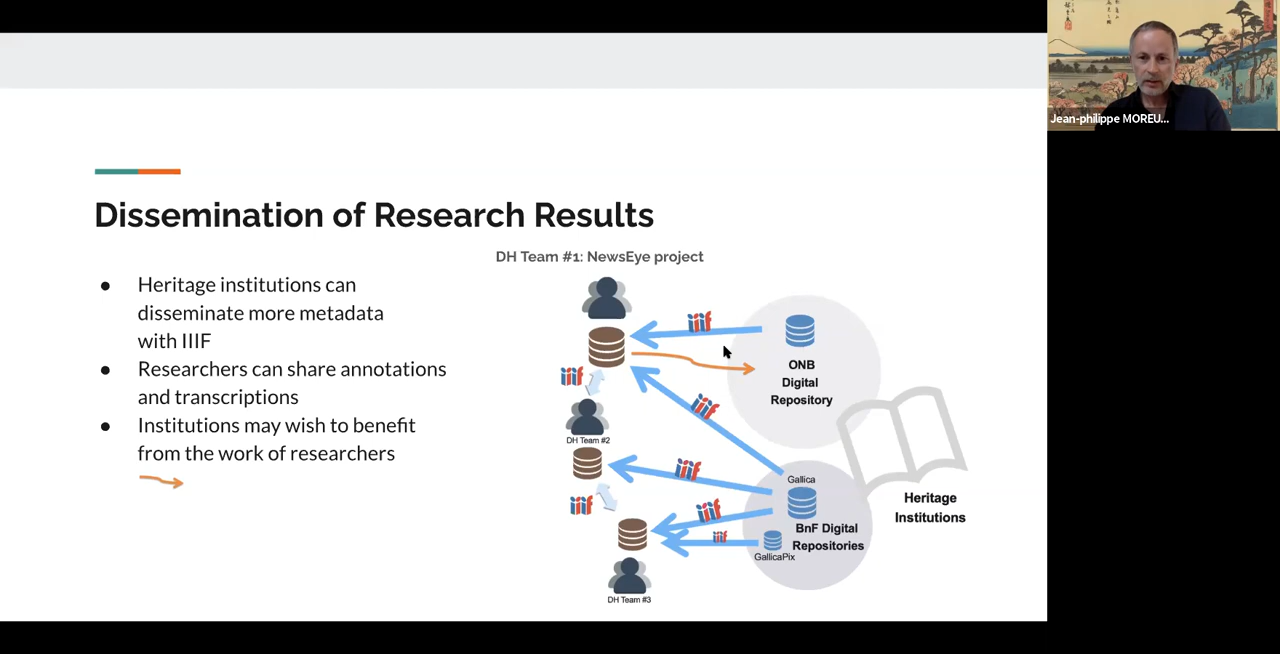 Jean-philippe MOREU...
Dissemination of Research Results
DH Team #1: NewsEye project
● Heritage institutions can
disseminate more metadata
with IIIF
● Researchers can share annotations
and transcriptions
● Institutions may wish to benefit
from the work of researchers
iiif
ONB
Digital
Repository
iiif
iiif
DH Team #2
iiif
Gallica
iiif
iiif
BnF Digital
Repositories
iiif
GallicaPix
DH Team #3
Heritage
Institutions